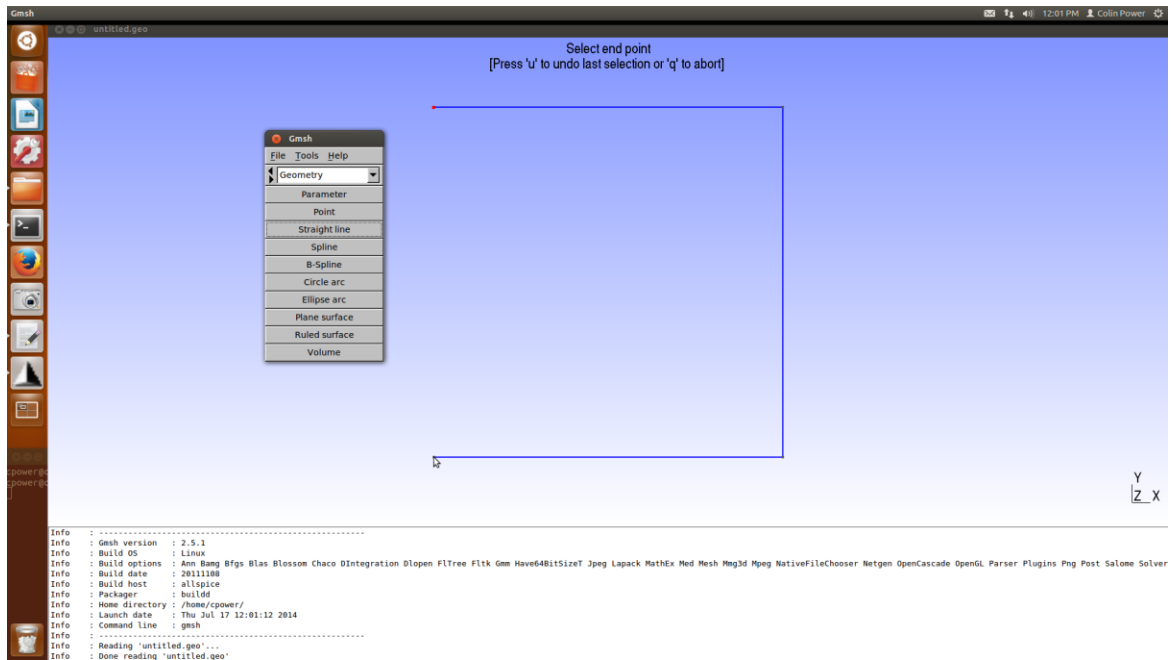 Gmsh
12:01 PM Colin Power
untitled.geo
Select end point
[Press 'u' to undo last selection or 'q' to abort]
Gmsh
File Tools Help
Geometry
Parameter
Point
Straight line
Spline
B-Spline
Circle arc
Ellipse arc
Plane surface
Ruled surface
Volume
cpower@c
cpower@c
Y
Z X
Info : -------------------------------------------------------
Info : Gmsh version : 2.5.1
Info : Build OS : Linux
Info : Build options : Ann Bamg Bfgs Blas Blossom Chaco DIntegration Dlopen FlTree Fltk Gmm Have64BitSizeT Jpeg Lapack MathEx Med Mesh Mmg3d Mpeg NativeFileChooser Netgen OpenCascade OpenGL Parser Plugins Png Post Salome Solver
Info : Build date : 20111108
Info : Build host : allspice
Info : Packager : buildd
Info : Home directory : /home/cpower/
Info : Launch date : Thu Jul 17 12:01:12 2014
Info : Command line : gmsh
Info : -------------------------------------------------------
Info : Reading 'untitled.geo'...
Info : Done reading 'untitled.geo'